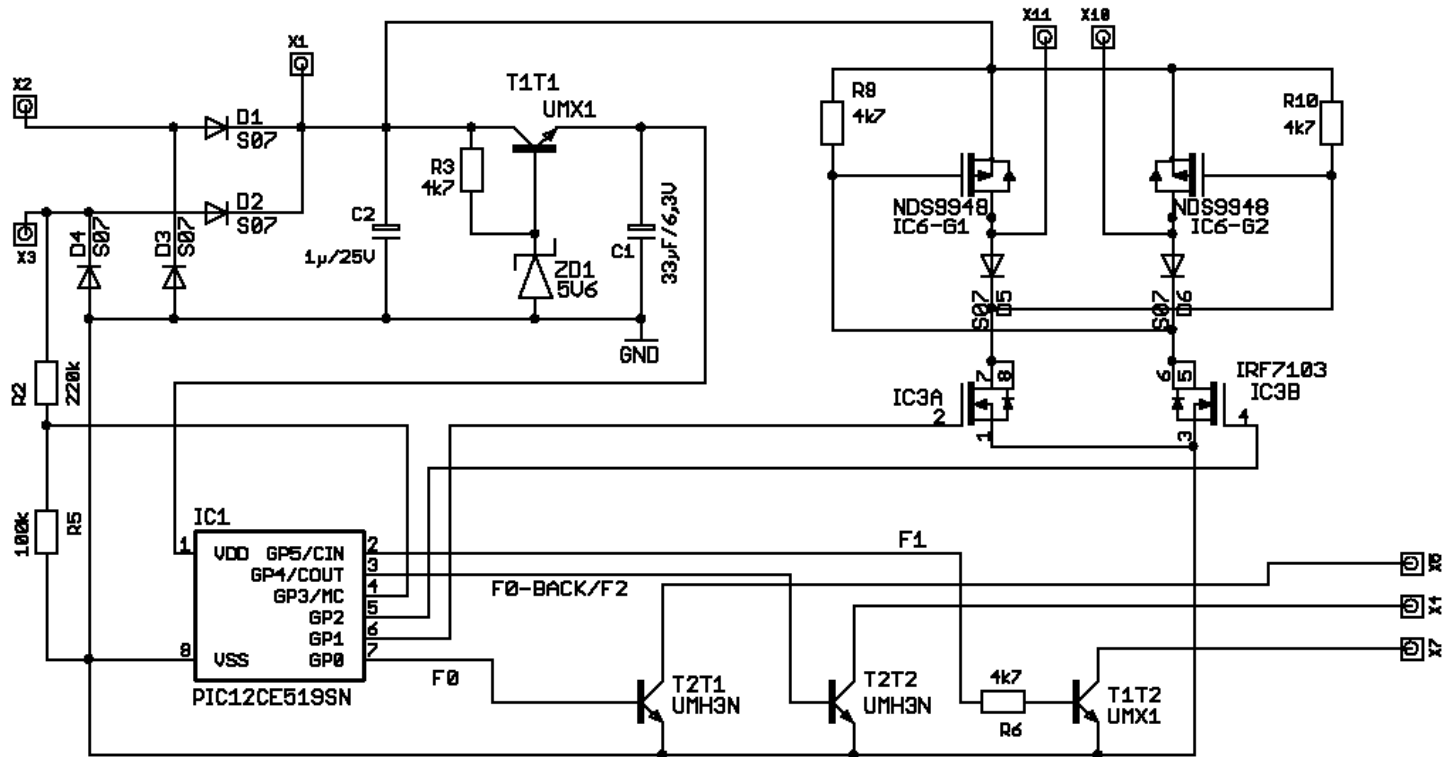 X11
X10
X1
X2
T1T1
UMX1
R9
4k7
R10
4k7
D1
S07
R3
4k7
D2
S07
X3
D4
S07
D3
S07
C2
1µ/25V
C1
33µF/6,3V
ZD1
5V6
GND
NDS9948
IC6-G1
NDS9948
IC6-G2
S07
D5
S07
D6
R2
220k
IC3A
2
7
8
1
6
5
3
4
IRF7103
IC3B
R5
100k
IC1
1
VDD
GP5/CIN
2
GP4/COUT
3
GP3/MC
4
GP2
5
GP1
6
8
VSS
GP0
7
PIC12CE519SN
F1
F0-BACK/F2
F0
T2T1
UMH3N
T2T2
UMH3N
4k7
R6
T1T2
UMX1
X4
X7